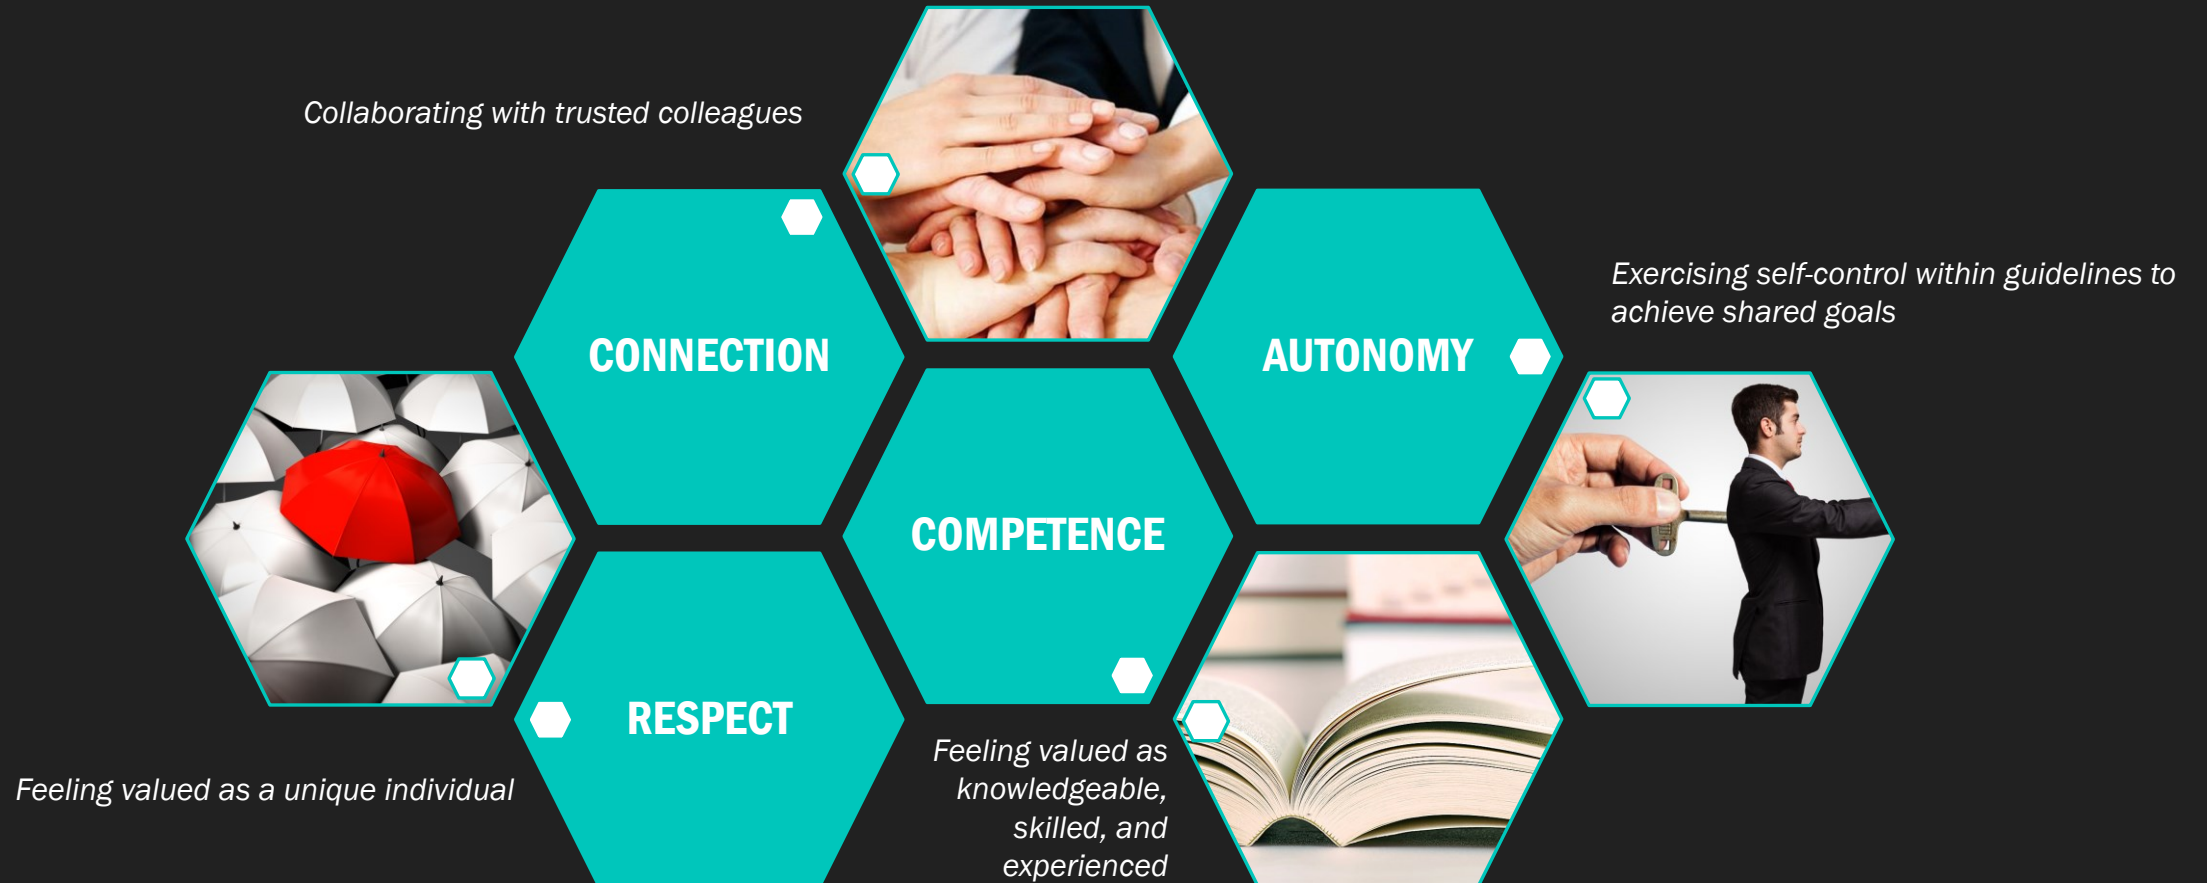 Collaborating with trusted colleagues
CONNECTION
AUTONOMY
Exercising self-control within guidelines to
achieve shared goals
COMPETENCE
RESPECT
Feeling valued as a unique individual
Feeling valued as
knowledgeable,
skilled, and
experienced